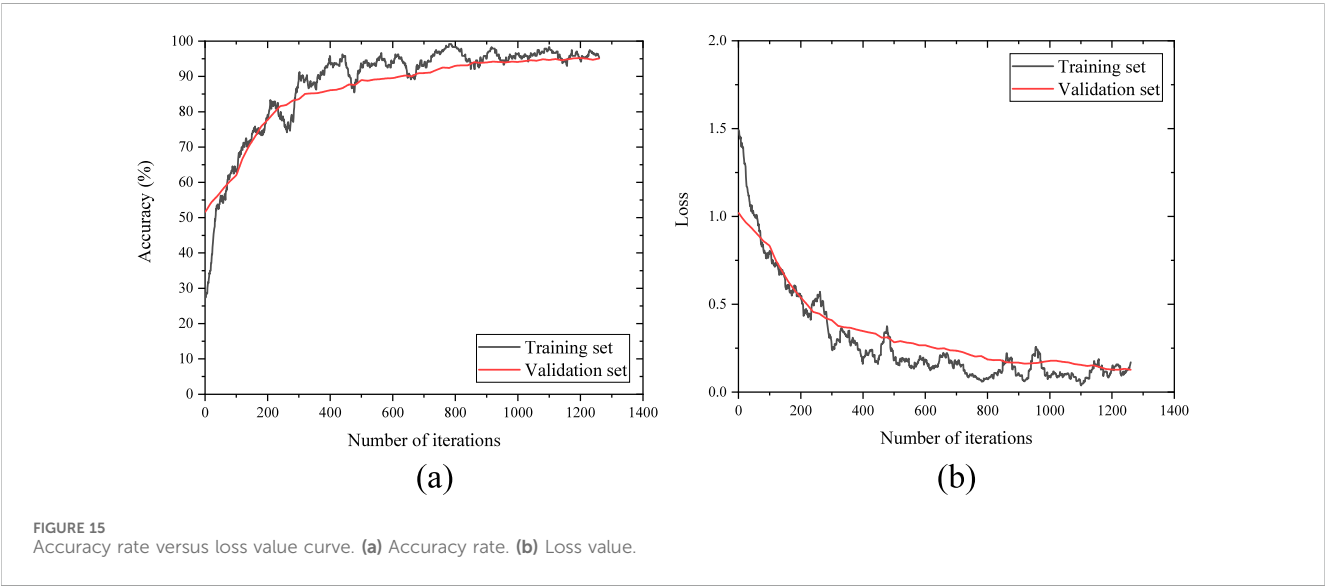 100
90
80
70
60
50
40
30
20
10
0
Accuracy (%)
Training set
Validation set
0 200 400 600 800 1000 1200 1400
Number of iterations
(a)
2.0
1.5
1.0
0.5
0.0
Loss
Training set
Validation set
0 200 400 600 800 1000 1200 1400
Number of iterations
(b)
FIGURE 15
Accuracy rate versus loss value curve. (a) Accuracy rate. (b) Loss value.